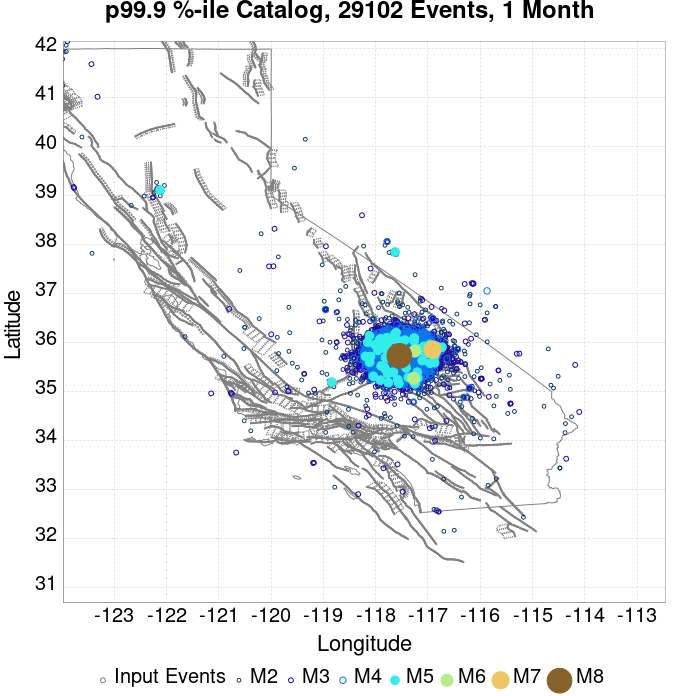 p99.9 %-ile Catalog, 29102 Events, 1 Month
42
41
40
39
38
37
36
35
34
33
32
31
Latitude
-123 -122 -121 -120 -119 -118 -117 -116 -115 -114 -113
Longitude
Input Events M2 M3 M4 M5 M6 M7 M8